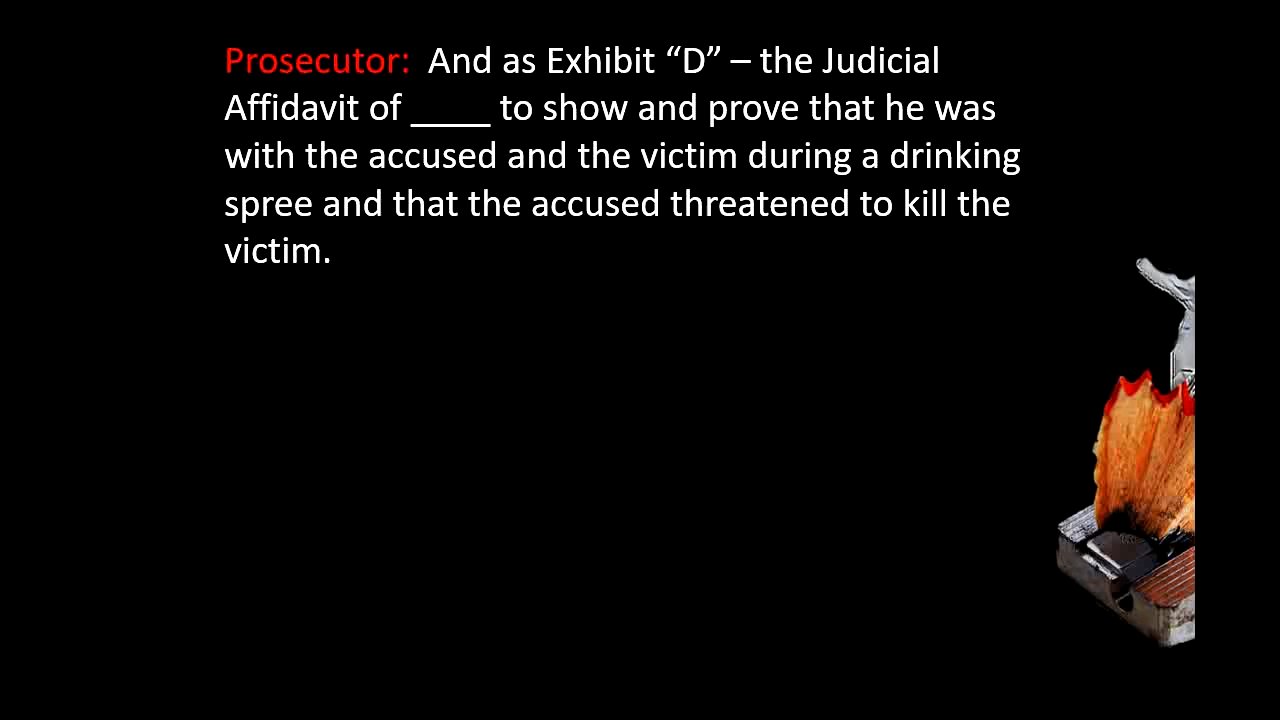 Prosecutor:  And as Exhibit “D” – the Judicial
Affidavit of ____ to show and prove that he was
with the accused and the victim during a drinking
spree and that the accused threatened to kill the
victim.